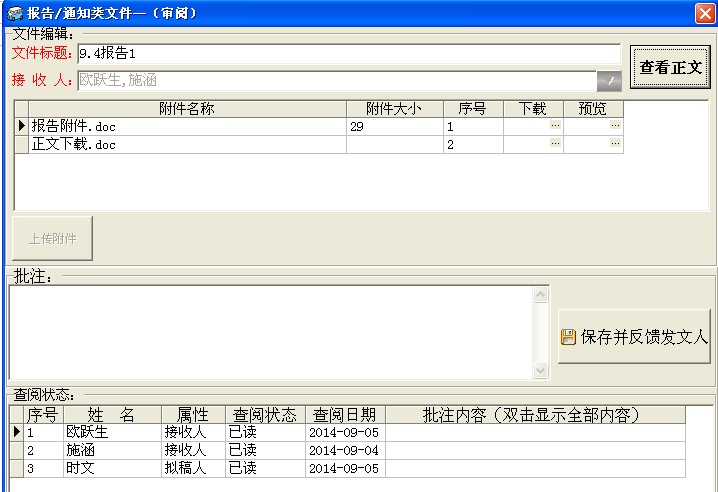 报告/通知类文件—（审阅）
文件编辑：
文件标题： 9.4报告1
查看正文
接 收 人： 欧跃生,施涵
附件名称 附件大小 序号 下载 预览
报告附件.doc 29 1 ... ...
正文下载.doc 2 ... ...
上传附件
批注：
保存并反馈发文人
查阅状态：
序号 姓 名 属性 查阅状态 查阅日期 批注内容（双击显示全部内容）
1 欧跃生 接收人 已读 2014-09-05
2 施涵 接收人 已读 2014-09-04
3 时文 拟稿人 已读 2014-09-05